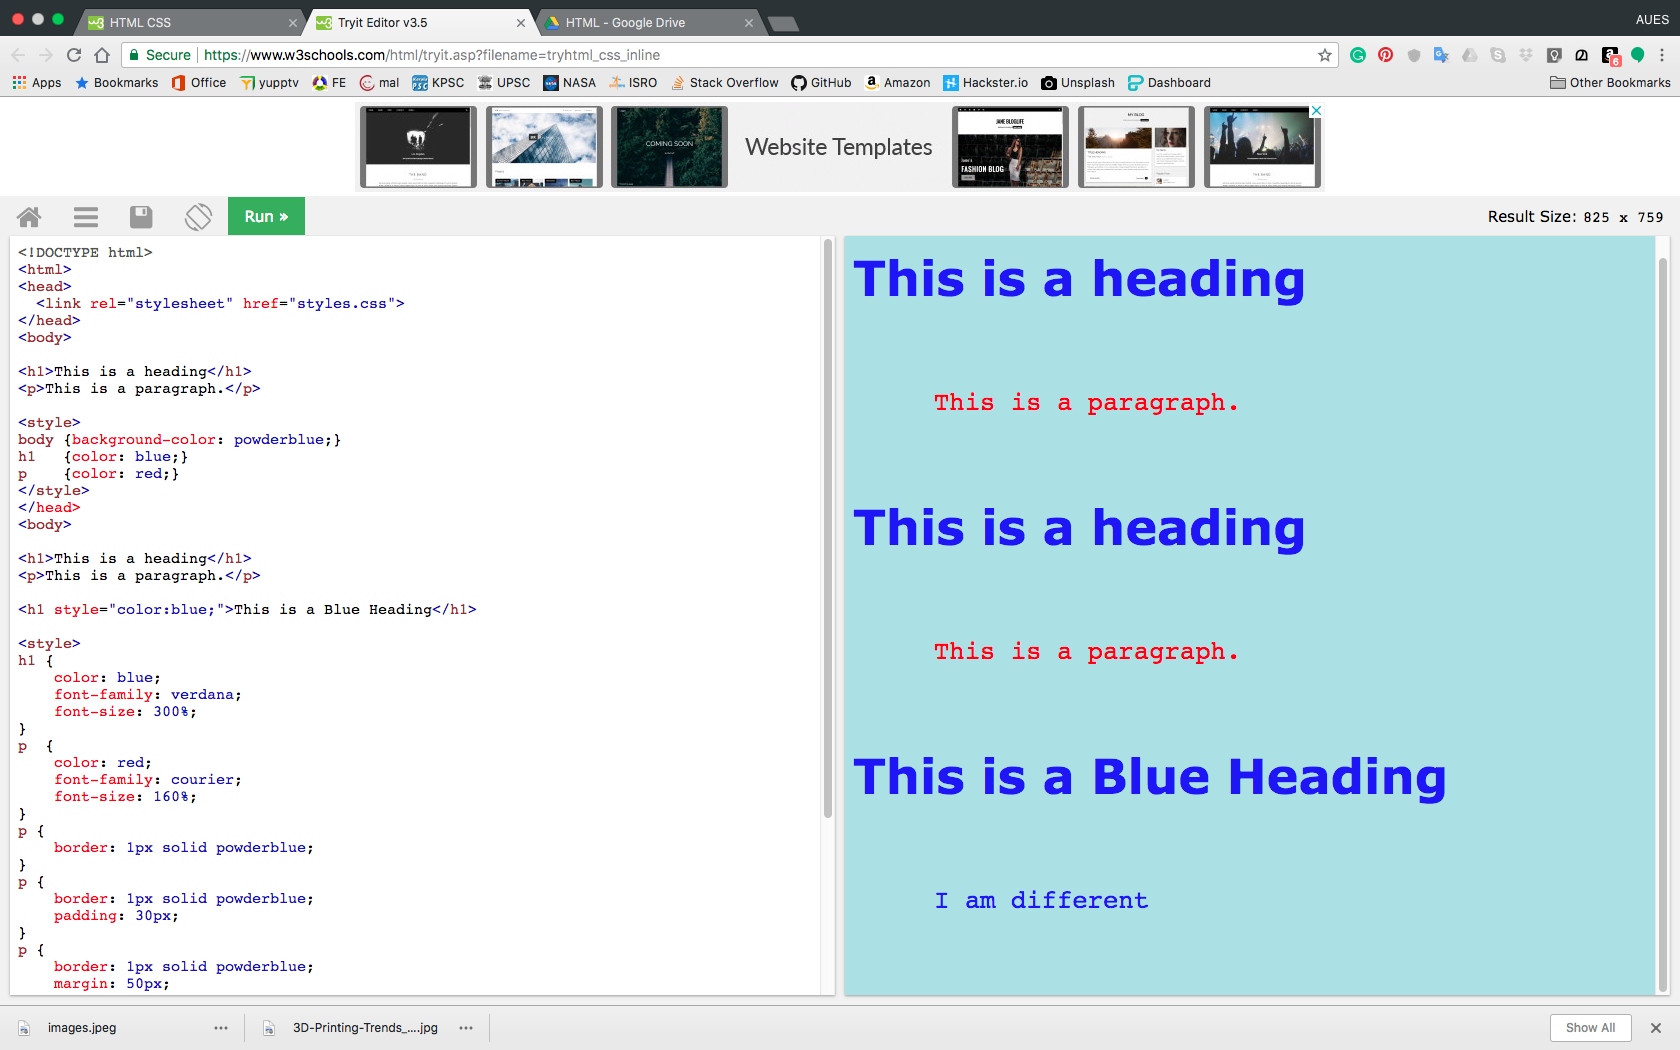 HTML CSS
Tryit Editor v3.5
HTML - Google Drive
AUES
Secure
https://www.w3schools.com/html/tryit.asp?filename=tryhtml_css_inline
Apps
Bookmarks
Office
yupptv
FE
mal
KPSC
UPSC
NASA
ISRO
Stack Overflow
GitHub
Amazon
Hackster.io
Unsplash
Dashboard
Other Bookmarks
COMING SOON
Website Templates
JANE BLOGLIFE
FASHION BLOG
MY BLOG
Run »
Result Size: 825 x 759
<!DOCTYPE html>
<html>
<head>
  <link rel="stylesheet" href="styles.css">
</head>
<body>

<h1>This is a heading</h1>
<p>This is a paragraph.</p>

<style>
body {background-color: powderblue;}
h1   {color: blue;}
p    {color: red;}
</style>
</head>
<body>

<h1>This is a heading</h1>
<p>This is a paragraph.</p>

<h1 style="color:blue;">This is a Blue Heading</h1>

<style>
h1 {
    color: blue;
    font-family: verdana;
    font-size: 300%;
}
p  {
    color: red;
    font-family: courier;
    font-size: 160%;
}
p {
    border: 1px solid powderblue;
}
p {
    border: 1px solid powderblue;
    padding: 30px;
}
p {
    border: 1px solid powderblue;
    margin: 50px;
This is a heading
This is a paragraph.
This is a heading
This is a paragraph.
This is a Blue Heading
I am different
images.jpeg
3D-Printing-Trends_....jpg
Show All